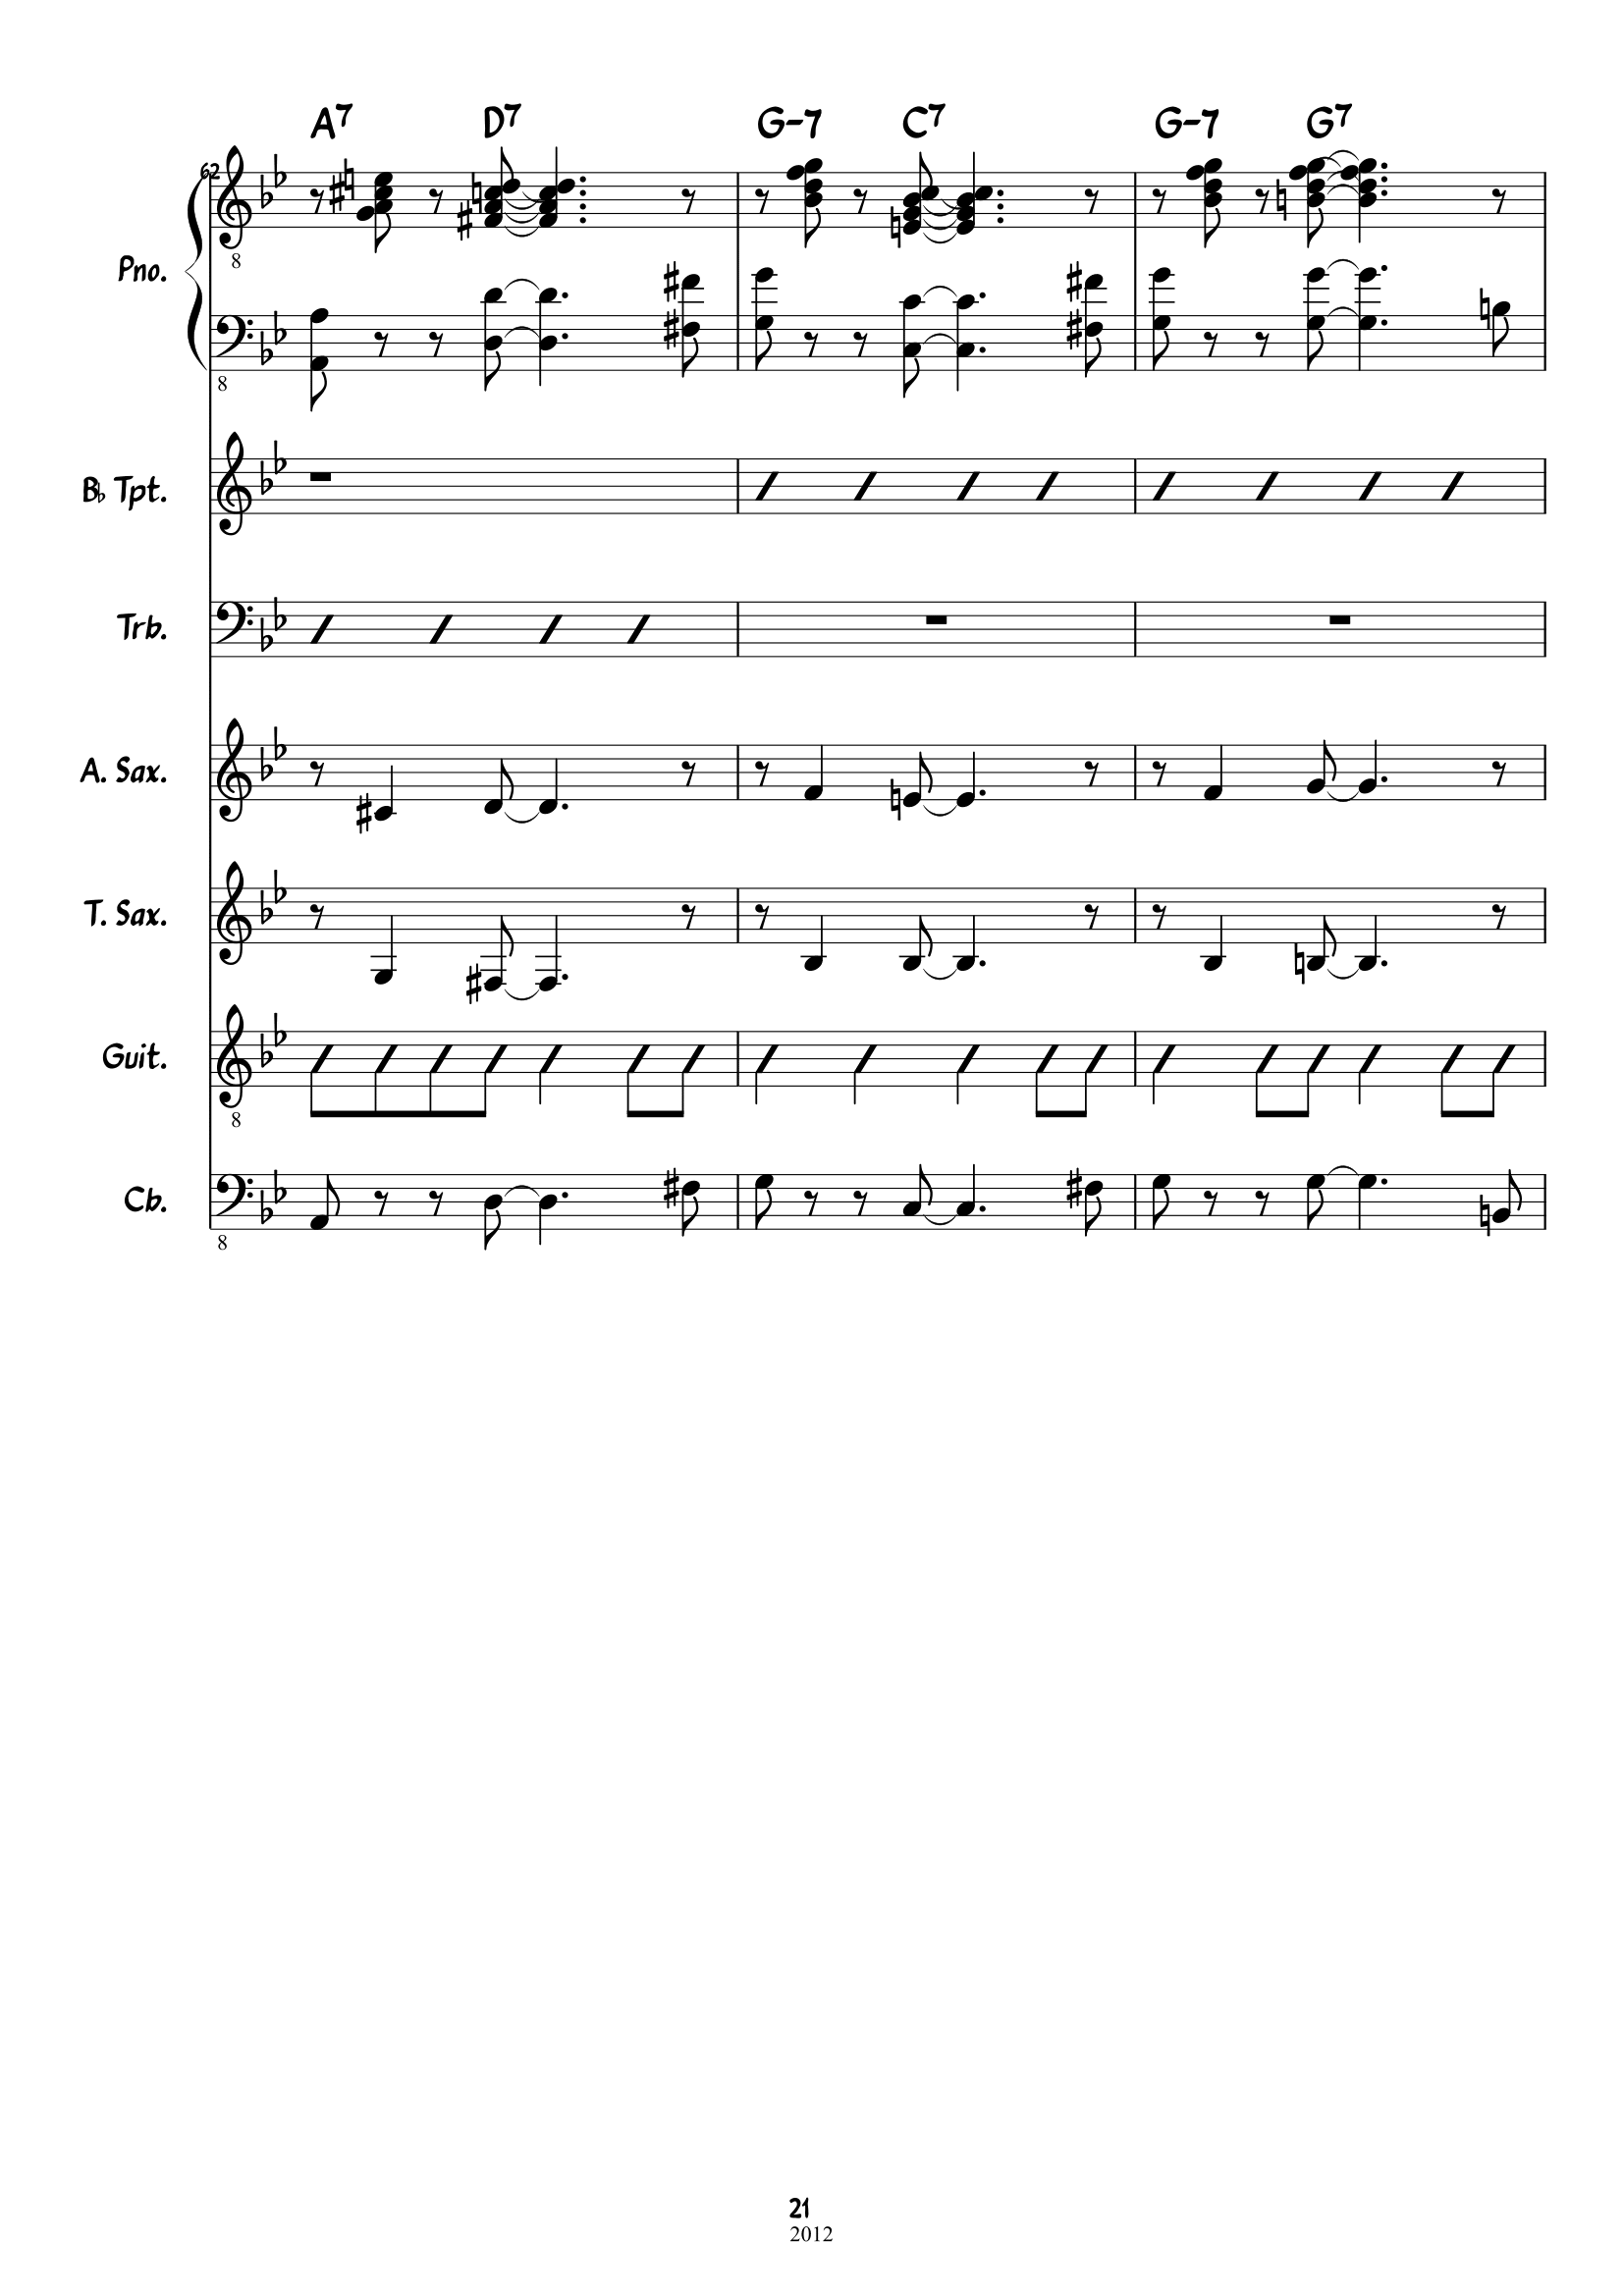 A7 D7 G-7 C7 G-7 G7
62
8
Pno.
8
B♭ Tpt.
Trb.
A. Sax.
T. Sax.
Guit.
8
Cb.
8
21
2012